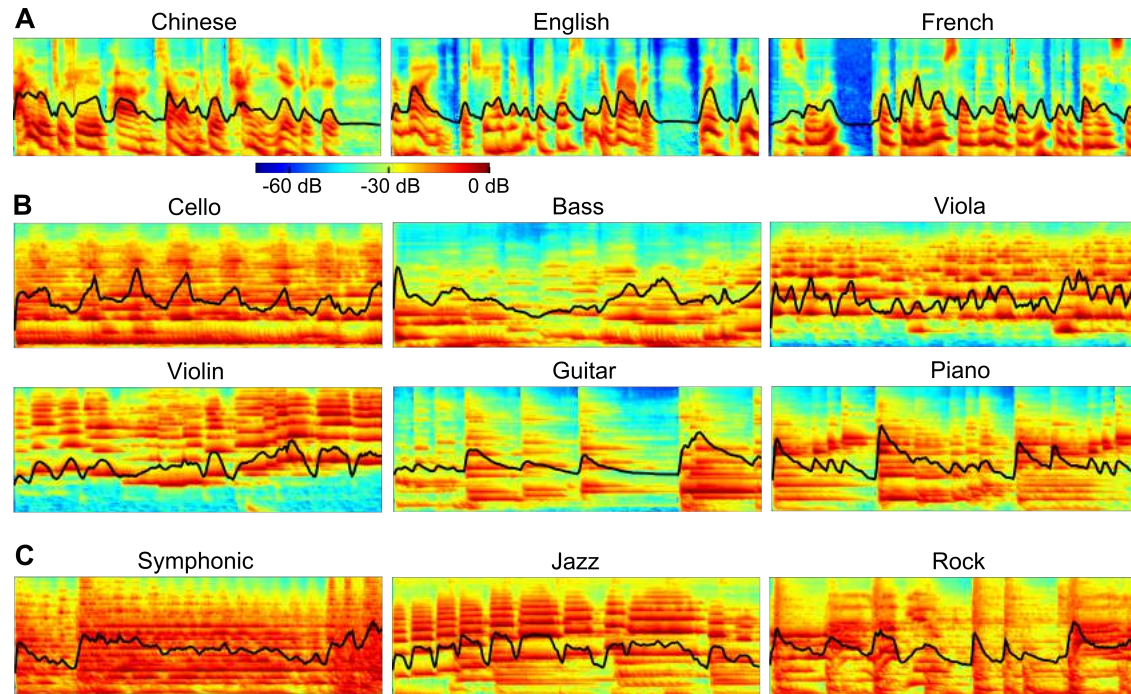 A
Chinese English French
-60 dB -30 dB 0 dB
B
Cello Bass Viola
Violin Guitar Piano
C
Symphonic Jazz Rock